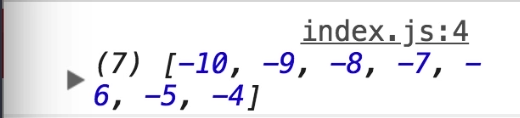 index.js:4
(7) [-10, -9, -8, -7, -
6, -5, -4]